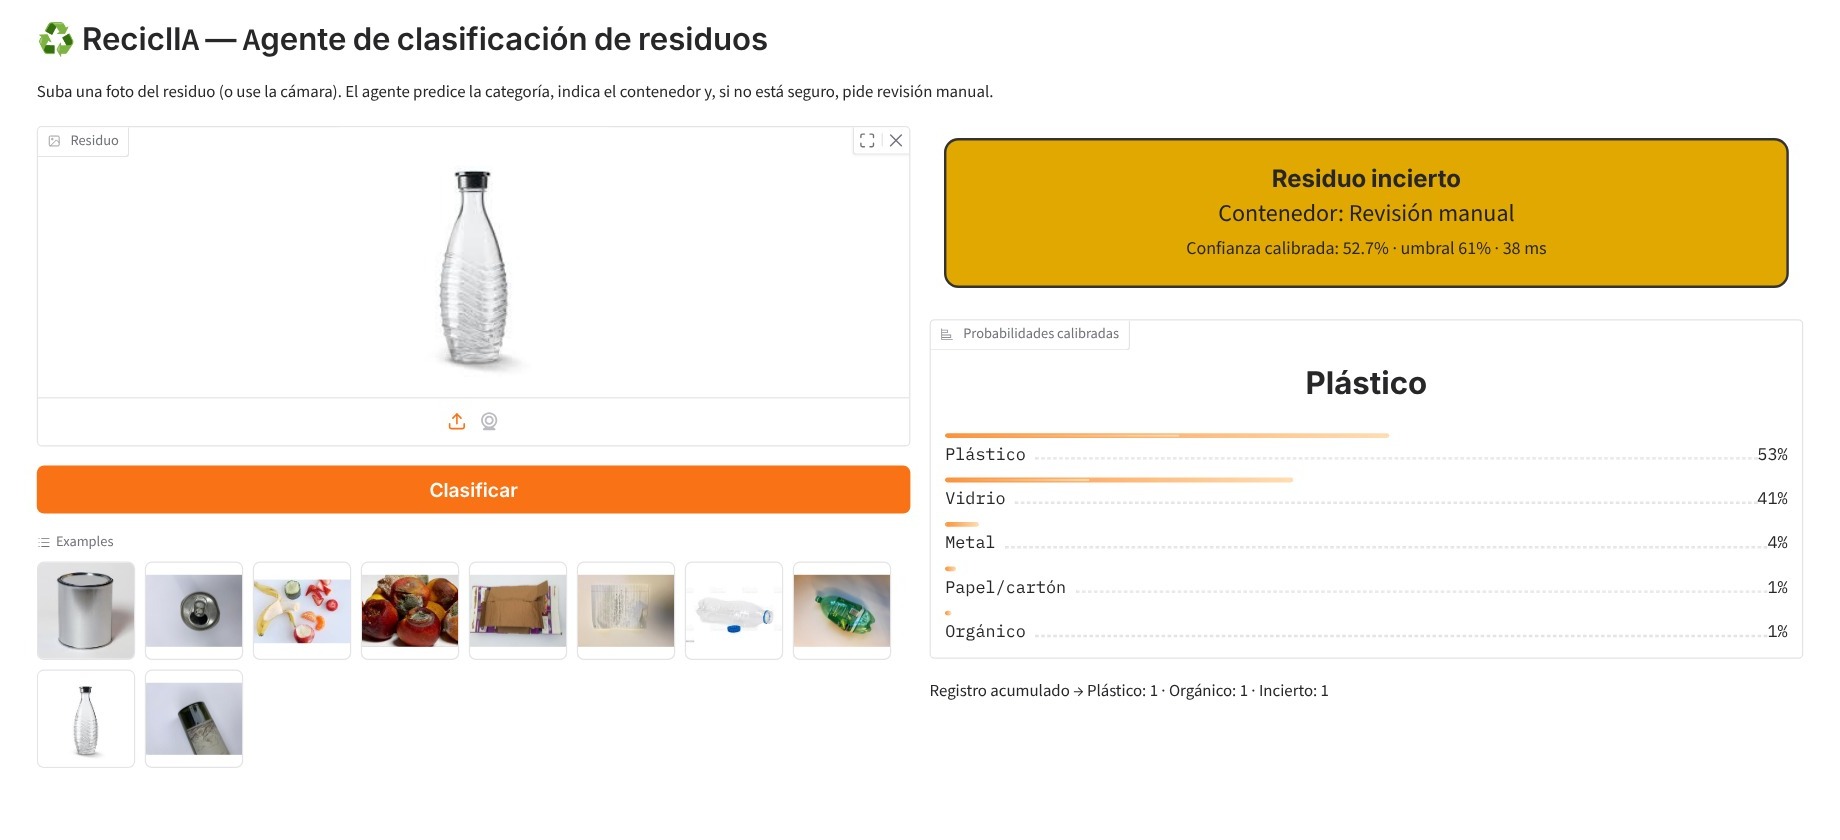 ♻️ ReciclIA — Agente de clasificación de residuos
Suba una foto del residuo (o use la cámara). El agente predice la categoría, indica el contenedor y, si no está seguro, pide revisión manual.
Residuo
Clasificar
Examples
Residuo incierto
Contenedor: Revisión manual
Confianza calibrada: 52.7% · umbral 61% · 38 ms
Probabilidades calibradas
Plástico
Plástico 53%
Vidrio 41%
Metal 4%
Papel/cartón 1%
Orgánico 1%
Registro acumulado → Plástico: 1 · Orgánico: 1 · Incierto: 1